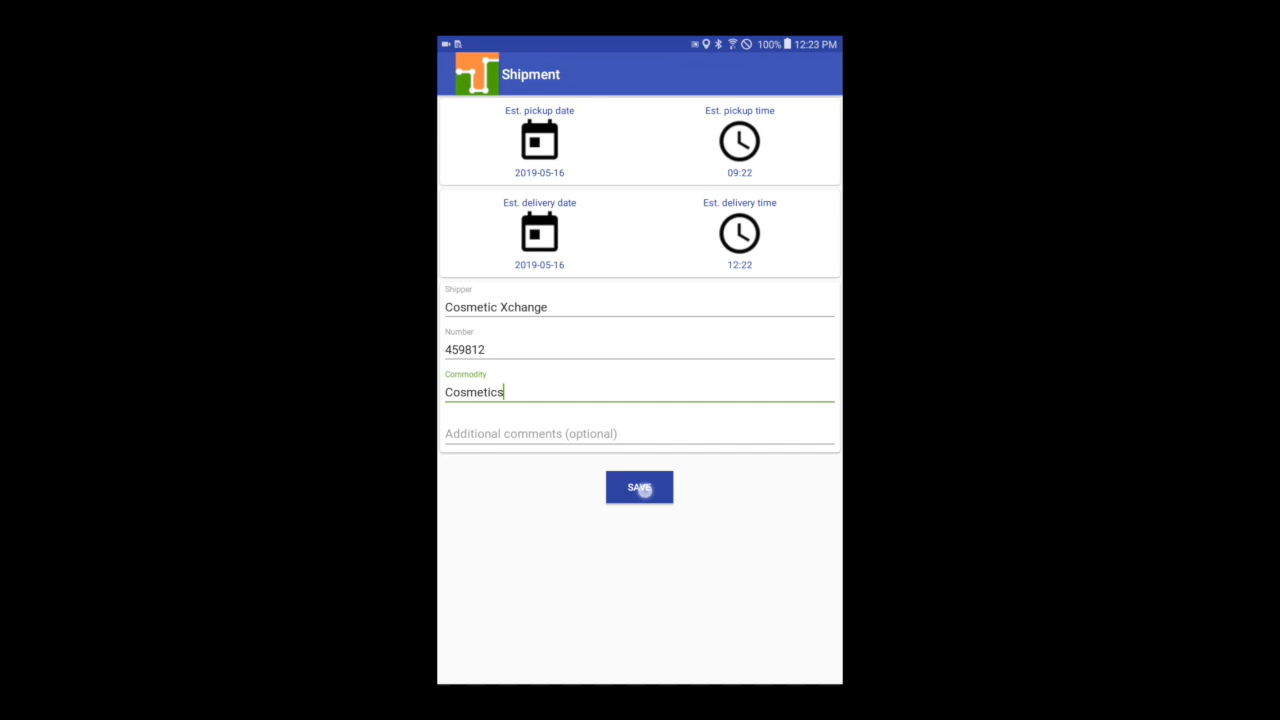 100% 12:23 PM
Shipment
Est. pickup date
Est. pickup time
2019-05-16
09:22
Est. delivery date
Est. delivery time
2019-05-16
12:22
Shipper
Cosmetic Xchange
Number
459812
Commodity
Cosmetics
Additional comments (optional)
SAVE